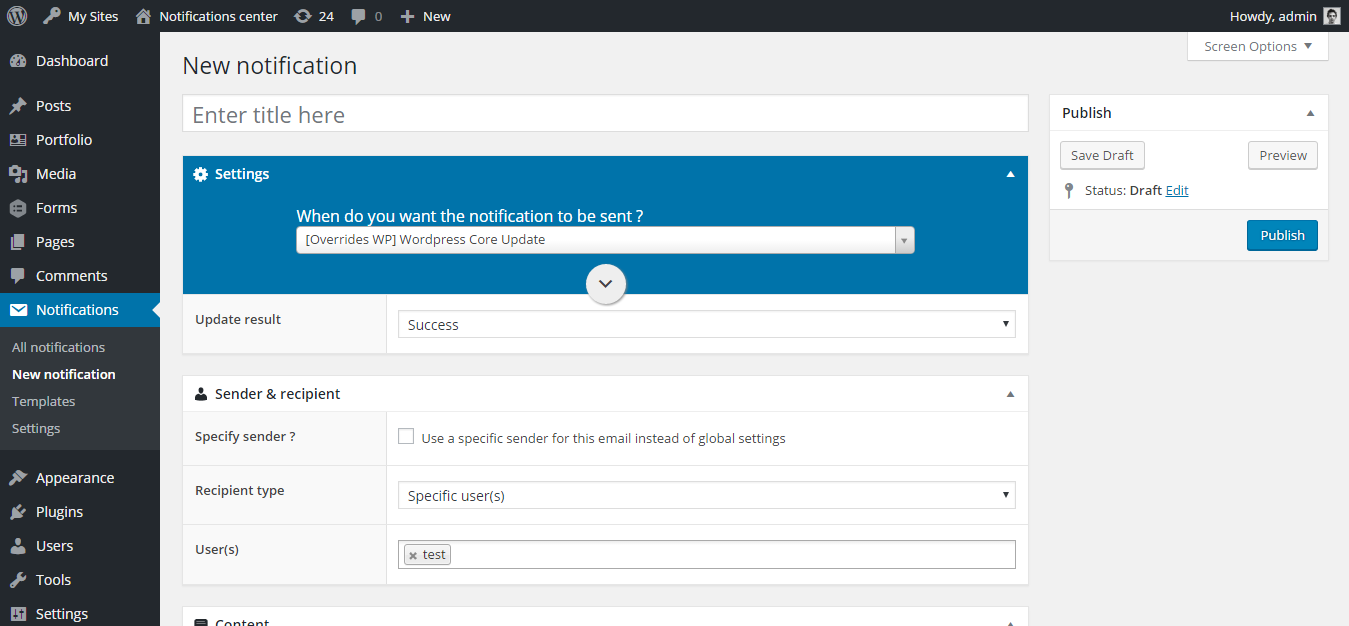 My Sites Notifications center 24 0 New Howdy, admin
Screen Options
Dashboard
Posts
Portfolio
Media
Forms
Pages
Comments
Notifications
All notifications
New notification
Templates
Settings
Appearance
Plugins
Users
Tools
Settings
New notification
Enter title here
Settings
When do you want the notification to be sent ?
[Overrides WP] Wordpress Core Update
Update result
Success
Sender & recipient
Specify sender ?
Use a specific sender for this email instead of global settings
Recipient type
Specific user(s)
User(s)
test
Content
Publish
Save Draft Preview
Status: Draft Edit
Publish